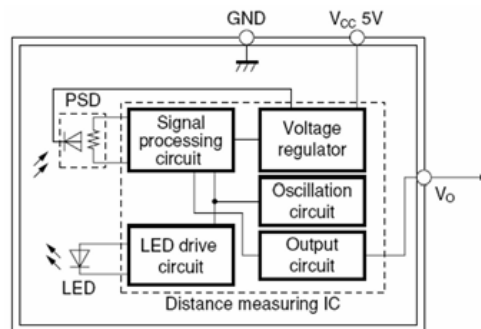 GND
VCC 5V
PSD
Signal
processing
circuit
Voltage
regulator
Oscillation
circuit
VO
LED drive
circuit
Output
circuit
LED
Distance measuring IC